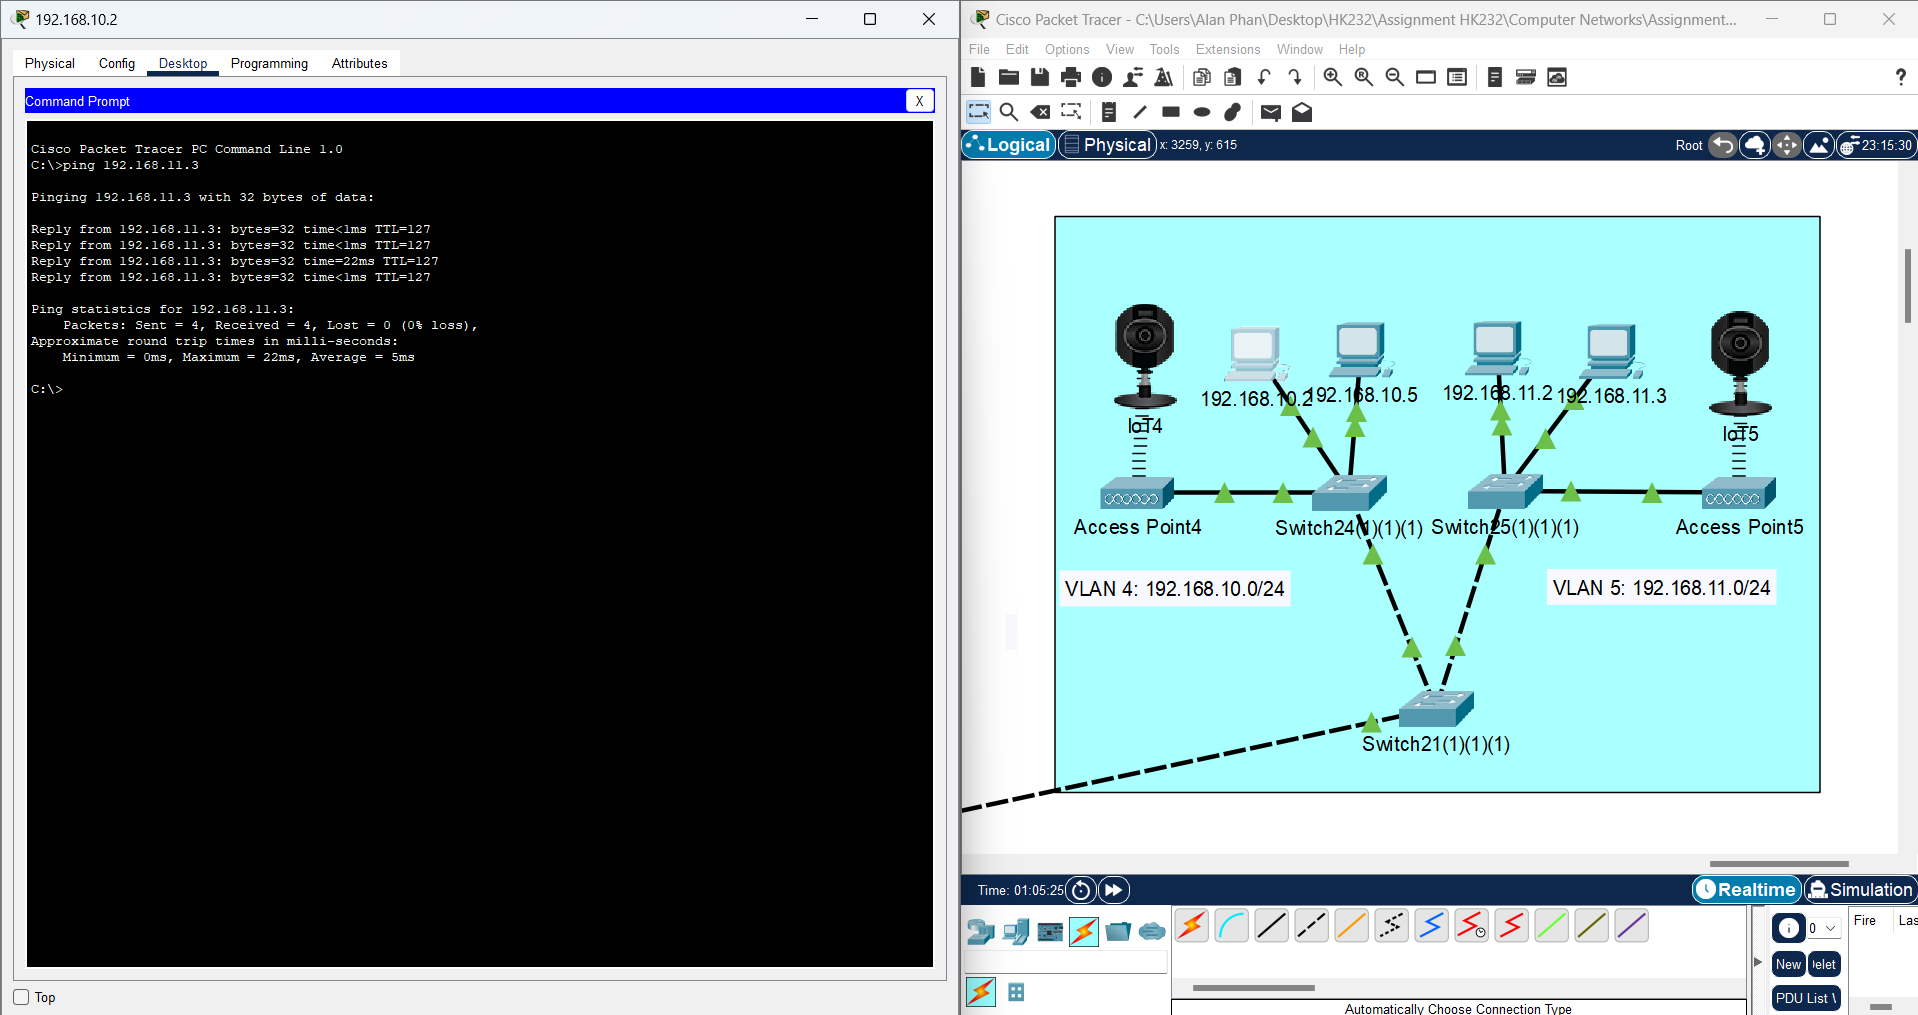 192.168.10.2
Physical Config Desktop Programming Attributes
Command Prompt
X
Cisco Packet Tracer PC Command Line 1.0
C:\>ping 192.168.11.3
Pinging 192.168.11.3 with 32 bytes of data:
Reply from 192.168.11.3: bytes=32 time<1ms TTL=127
Reply from 192.168.11.3: bytes=32 time<1ms TTL=127
Reply from 192.168.11.3: bytes=32 time=22ms TTL=127
Reply from 192.168.11.3: bytes=32 time<1ms TTL=127
Ping statistics for 192.168.11.3:
Packets: Sent = 4, Received = 4, Lost = 0 (0% loss),
Approximate round trip times in milli-seconds:
Minimum = 0ms, Maximum = 22ms, Average = 5ms
C:\>
Top
Cisco Packet Tracer - C:\Users\Alan Phan\Desktop\HK232\Assignment HK232\Computer Networks\Assignment...
File Edit Options View Tools Extensions Window Help
?
Logical Physical x: 3259, y: 615 Root 23:15:30
192.168.10.2 192.168.10.5 192.168.11.2 192.168.11.3
IoT4 IoT5
Access Point4 Switch24(1)(1)(1) Switch25(1)(1)(1) Access Point5
VLAN 4: 192.168.10.0/24 VLAN 5: 192.168.11.0/24
Switch21(1)(1)(1)
Time: 01:05:25 Realtime Simulation
0 Fire Las
New elet
PDU List
Automatically Choose Connection Type